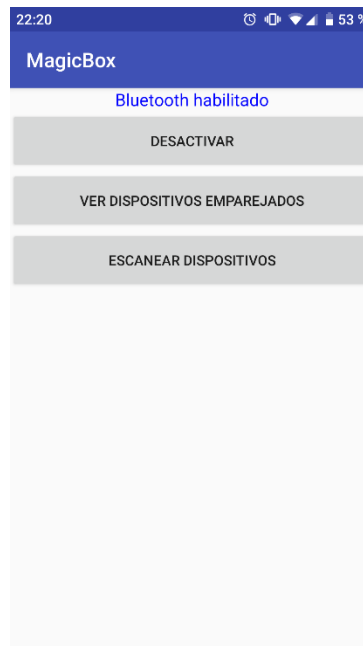 22:20 53 %
MagicBox
Bluetooth habilitado
DESACTIVAR
VER DISPOSITIVOS EMPAREJADOS
ESCANEAR DISPOSITIVOS